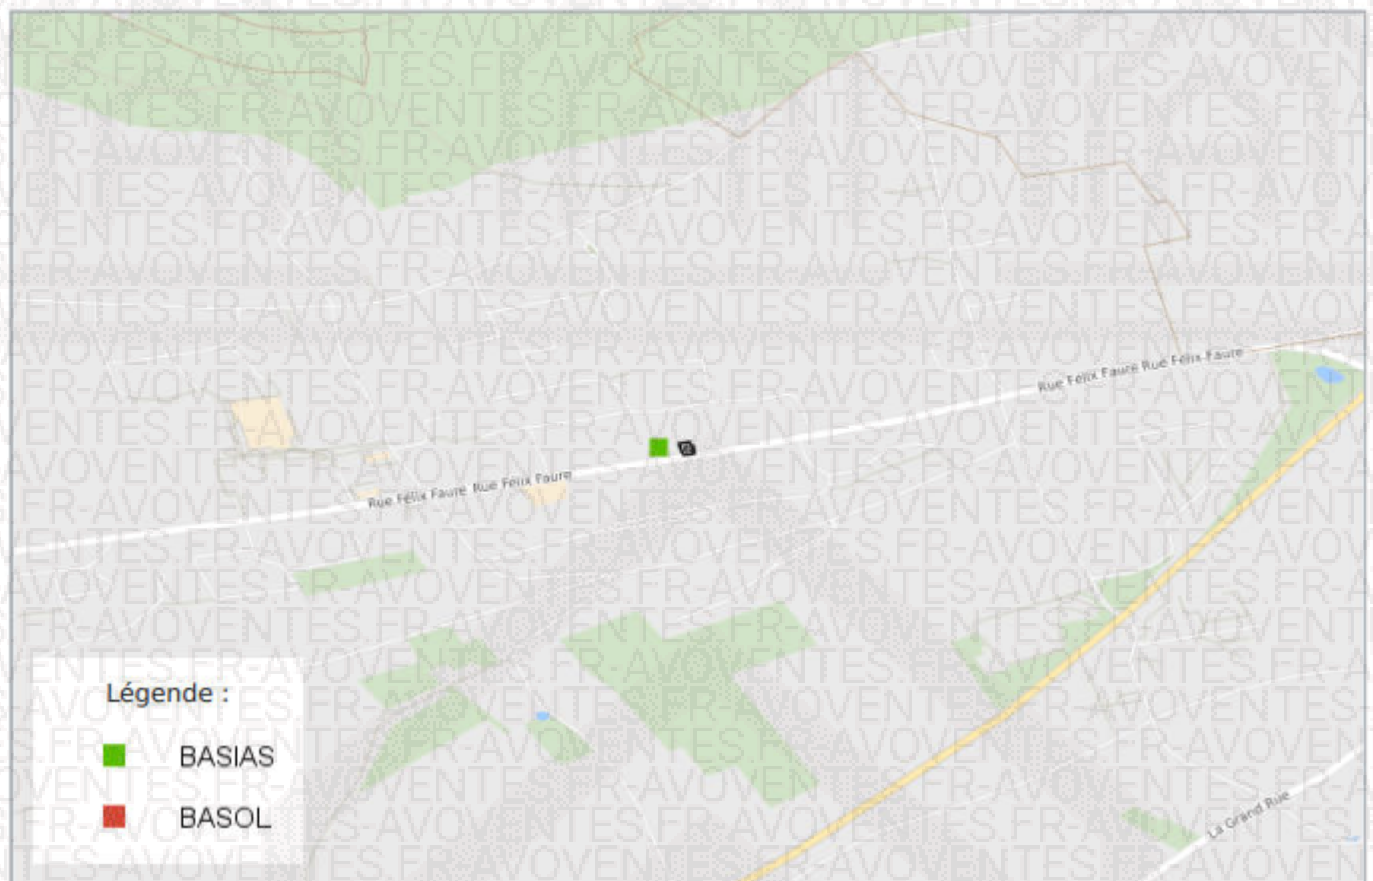 Rue Félix Faure Rue Félix Faure
Rue Félix Faure Rue Félix Faure
Légende :
BASIAS
BASOL
La Grand Rue
AVOVENTES.FR-AVOVENTES.FR-AVOVENTES.FR